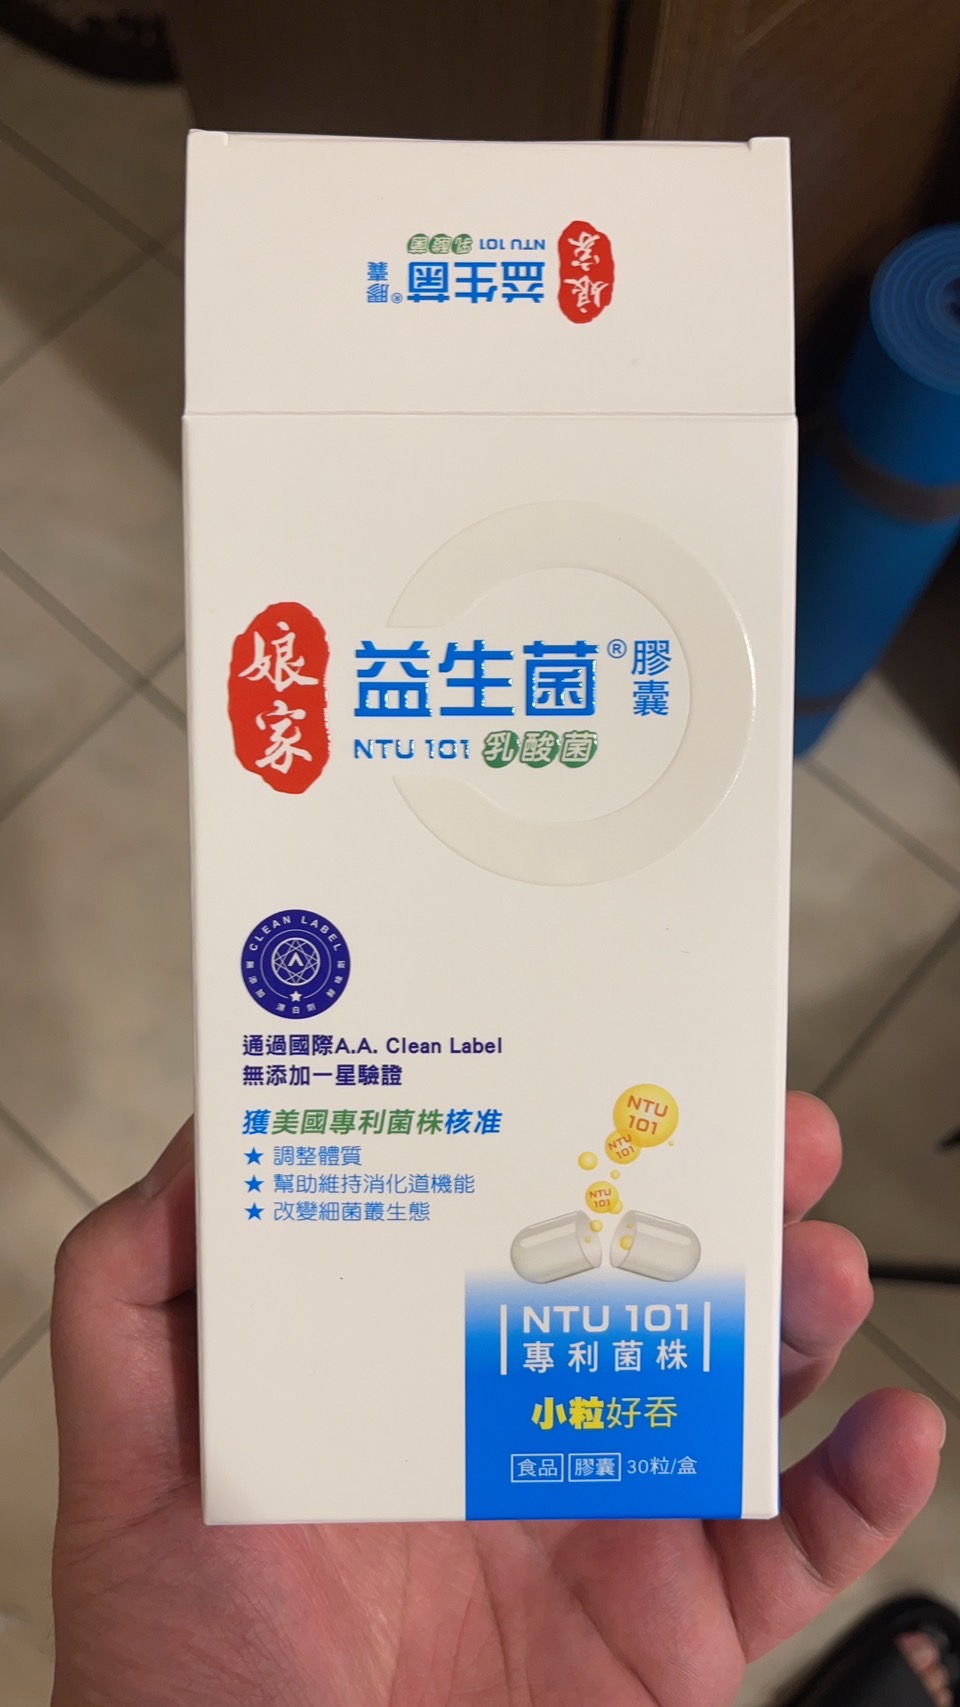 娘家
益生菌®膠囊
NTU 101 乳酸菌
娘家
益生菌®膠囊
NTU 101 乳酸菌
CLEAN LABEL
通過國際A.A. Clean Label
無添加一星驗證
獲美國專利菌株核准
★ 調整體質
★ 幫助維持消化道機能
★ 改變細菌叢生態
NTU 101
NTU 101
NTU 101
NTU 101
專利菌株
小粒好吞
食品 膠囊 30粒/盒